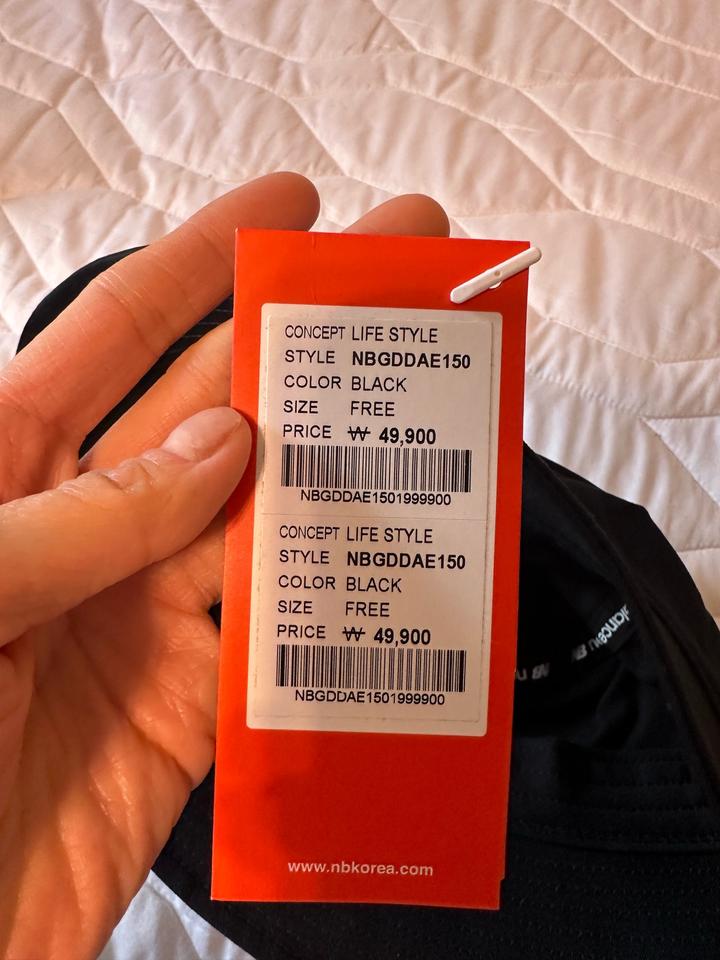 CONCEPT LIFE STYLE
STYLE NBGDDAE150
COLOR BLACK
SIZE FREE
PRICE ₩ 49,900
NBGDDAE1501999900
CONCEPT LIFE STYLE
STYLE NBGDDAE150
COLOR BLACK
SIZE FREE
PRICE ₩ 49,900
NBGDDAE1501999900
www.nbkorea.com